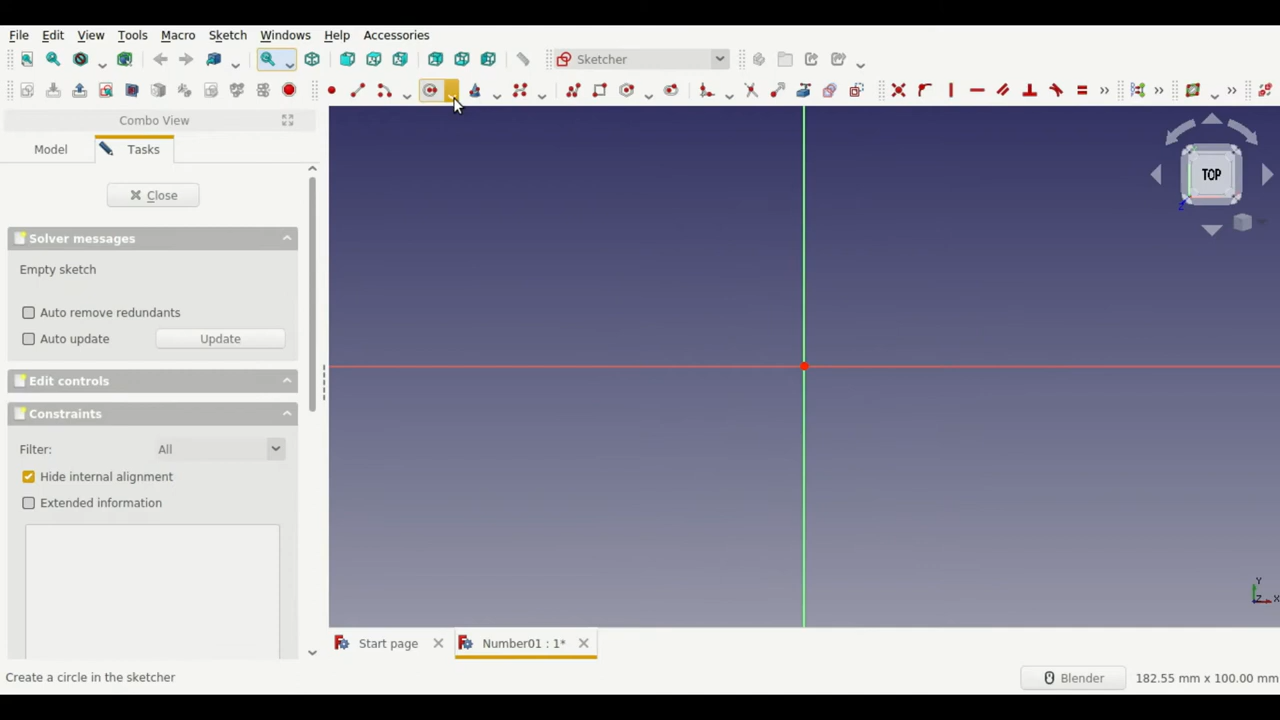 File Edit View Tools Macro Sketch Windows Help Accessories
Sketcher
Combo View
Model Tasks
TOP
Close
Solver messages
Empty sketch
Auto remove redundants
Auto update Update
Edit controls
Constraints
Filter: All
Hide internal alignment
Extended information
Y
Z X
Start page Number01 : 1*
Create a circle in the sketcher Blender 182.55 mm x 100.00 mm